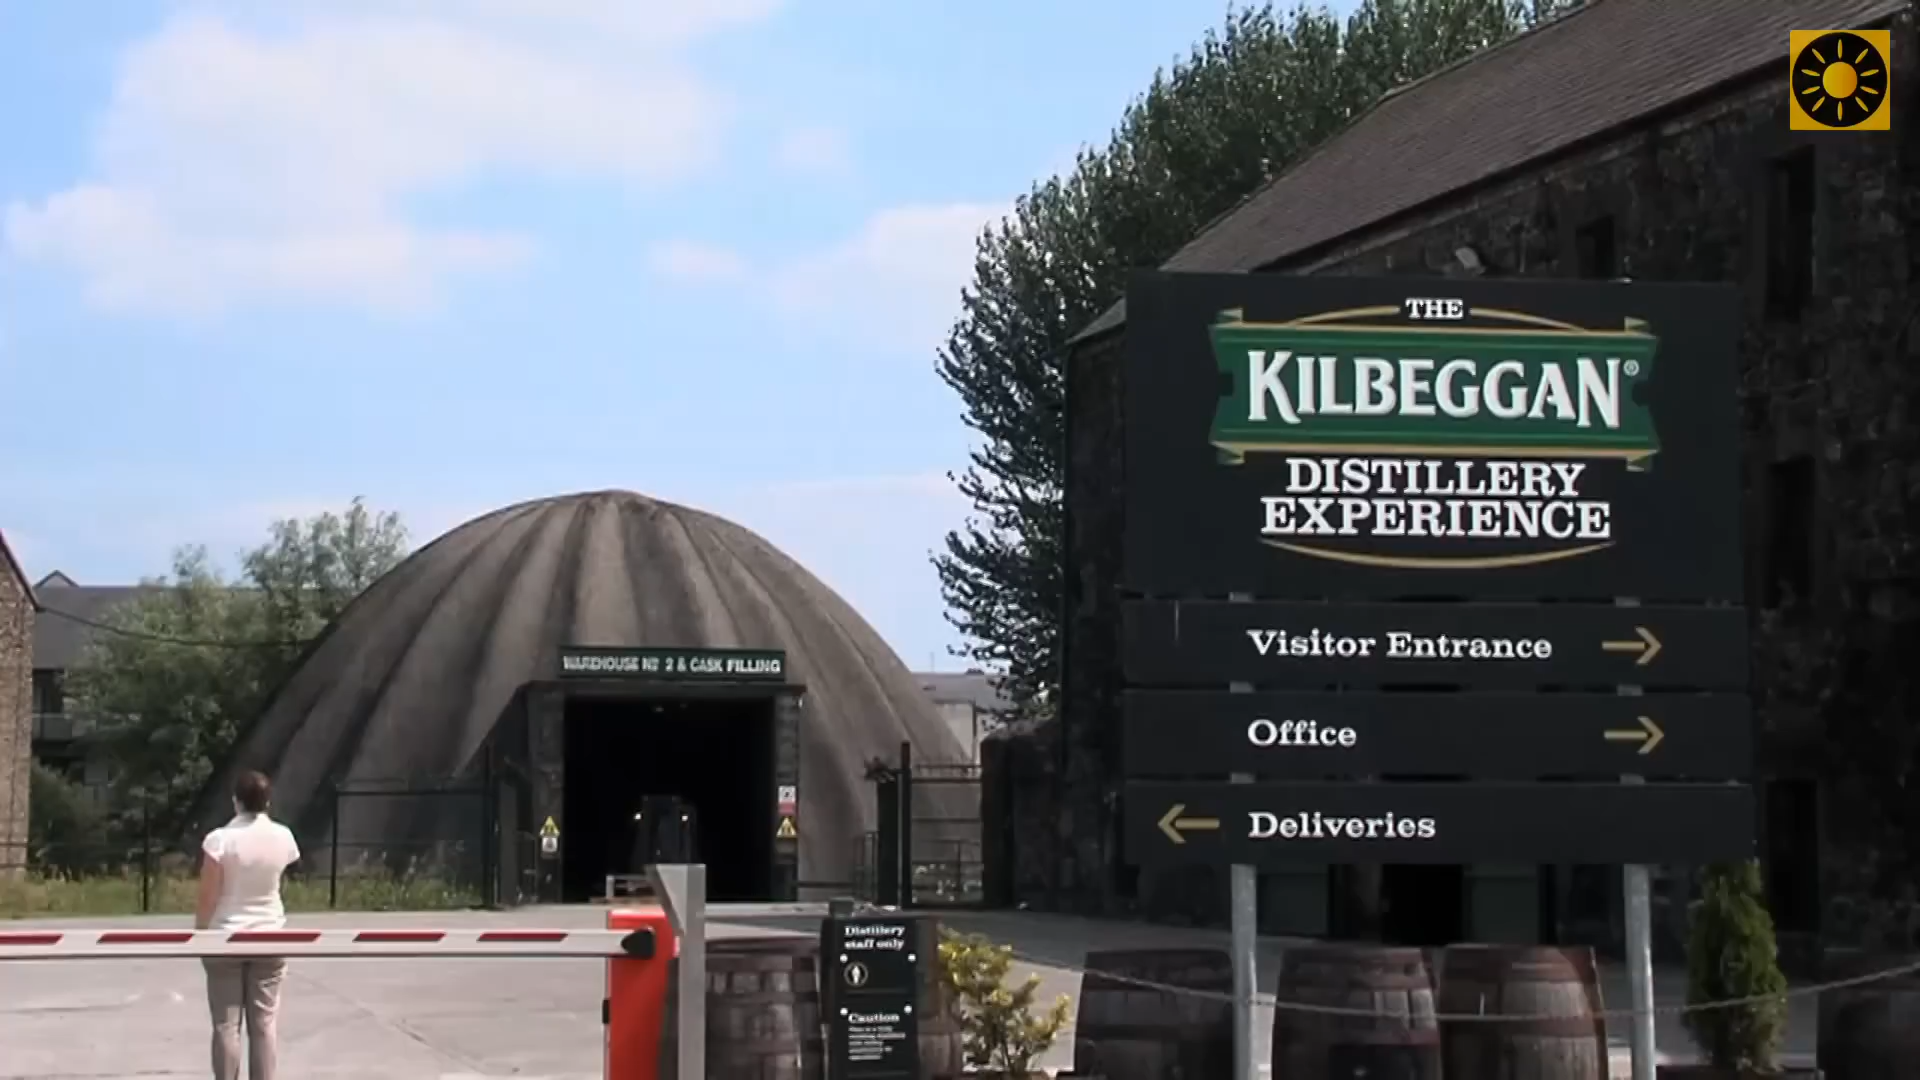 THE
KILBEGGAN®
DISTILLERY
EXPERIENCE
Visitor Entrance
Office
Deliveries
WAREHOUSE Nº 2 & CASK FILLING
Distillery
staff only
Caution